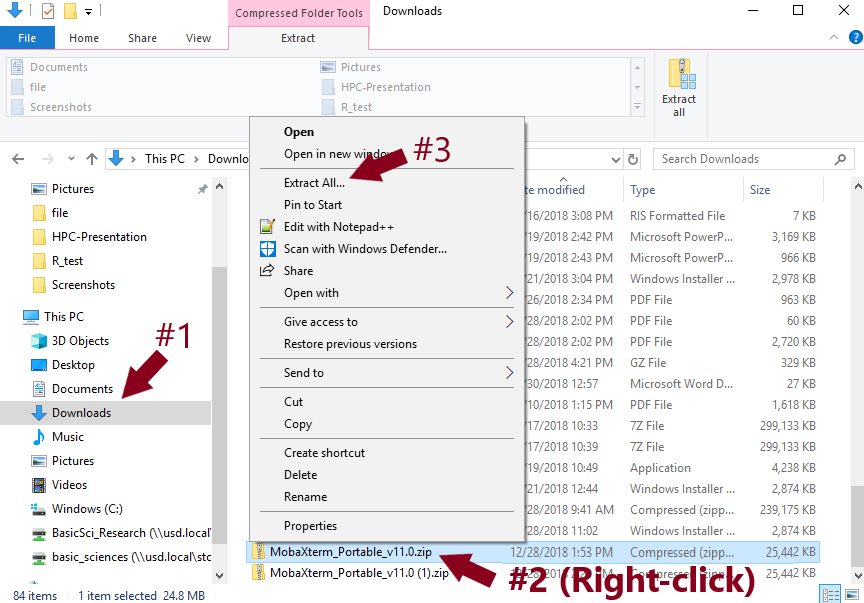 Compressed Folder Tools
Downloads
File
Home
Share
View
Extract
Documents
Pictures
file
HPC-Presentation
Screenshots
R_test
Extract
all
This PC
Downlo
Search Downloads
Open
Open in new window
#3
Extract All...
Pin to Start
Edit with Notepad++
Scan with Windows Defender...
Share
Open with
Give access to
Restore previous versions
Send to
Cut
Copy
Create shortcut
Delete
Rename
Properties
Pictures
file
HPC-Presentation
R_test
Screenshots
This PC
#1
3D Objects
Desktop
Documents
Downloads
Music
Pictures
Videos
Windows (C:)
BasicSci_Research (\\usd.local'
basic_sciences (\\usd.local\stc
te modified Type Size
/16/2018 3:08 PM RIS Formatted File 7 KB
/19/2018 2:42 PM Microsoft PowerP... 3,169 KB
/19/2018 2:43 PM Microsoft PowerP... 966 KB
/21/2018 3:04 PM Windows Installer ... 2,978 KB
/26/2018 2:34 PM PDF File 963 KB
/28/2018 2:02 PM PDF File 60 KB
/28/2018 2:02 PM PDF File 2,720 KB
/28/2018 4:21 PM GZ File 329 KB
/30/2018 12:57 Microsoft Word D... 27 KB
/10/2018 1:15 PM PDF File 1,618 KB
/17/2018 10:33 7Z File 299,133 KB
/17/2018 10:39 7Z File 299,133 KB
/19/2018 10:49 Application 4,238 KB
/21/2018 12:44 Windows Installer ... 2,874 KB
/28/2018 9:41 AM Compressed (zipp... 239,175 KB
/28/2018 11:02 Windows Installer ... 2,874 KB
MobaXterm_Portable_v11.0.zip 12/28/2018 1:53 PM Compressed (zipp... 25,442 KB
MobaXterm_Portable_v11.0 (1).zip 25,442 KB
#2 (Right-click)
84 items 1 item selected 24.8 MB